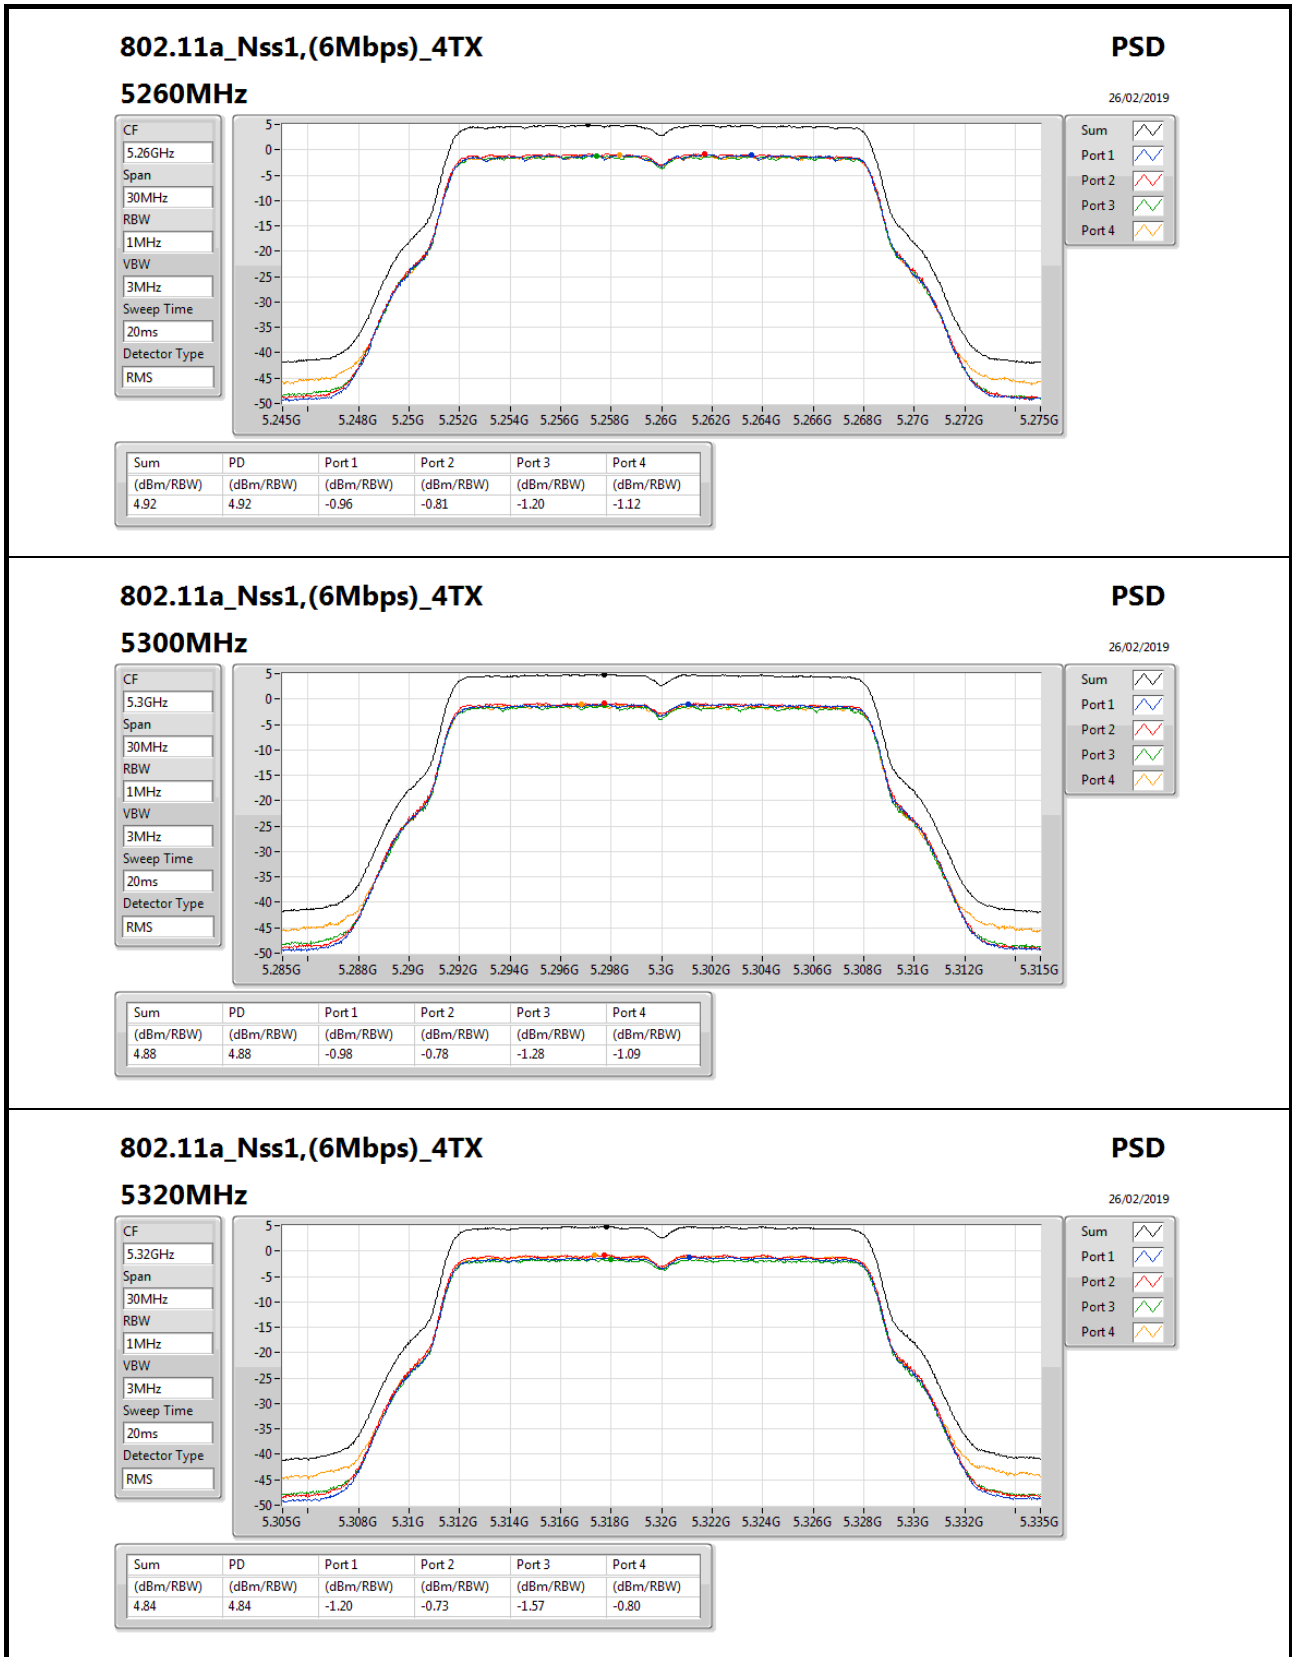 802.11a_Nss1,(6Mbps)_4TX PSD
5260MHz 26/02/2019
CF
5.26GHz
Span
30MHz
RBW
1MHz
VBW
3MHz
Sweep Time
20ms
Detector Type
RMS
5
0
-5
-10
-15
-20
-25
-30
-35
-40
-45
-50
5.245G 5.248G 5.25G 5.252G 5.254G 5.256G 5.258G 5.26G 5.262G 5.264G 5.266G 5.268G 5.27G 5.272G 5.275G
Sum
Port 1
Port 2
Port 3
Port 4
Sum PD Port 1 Port 2 Port 3 Port 4
(dBm/RBW) (dBm/RBW) (dBm/RBW) (dBm/RBW) (dBm/RBW) (dBm/RBW)
4.92 4.92 -0.96 -0.81 -1.20 -1.12
802.11a_Nss1,(6Mbps)_4TX PSD
5300MHz 26/02/2019
CF
5.3GHz
Span
30MHz
RBW
1MHz
VBW
3MHz
Sweep Time
20ms
Detector Type
RMS
5
0
-5
-10
-15
-20
-25
-30
-35
-40
-45
-50
5.285G 5.288G 5.29G 5.292G 5.294G 5.296G 5.298G 5.3G 5.302G 5.304G 5.306G 5.308G 5.31G 5.312G 5.315G
Sum
Port 1
Port 2
Port 3
Port 4
Sum PD Port 1 Port 2 Port 3 Port 4
(dBm/RBW) (dBm/RBW) (dBm/RBW) (dBm/RBW) (dBm/RBW) (dBm/RBW)
4.88 4.88 -0.98 -0.78 -1.28 -1.09
802.11a_Nss1,(6Mbps)_4TX PSD
5320MHz 26/02/2019
CF
5.32GHz
Span
30MHz
RBW
1MHz
VBW
3MHz
Sweep Time
20ms
Detector Type
RMS
5
0
-5
-10
-15
-20
-25
-30
-35
-40
-45
-50
5.305G 5.308G 5.31G 5.312G 5.314G 5.316G 5.318G 5.32G 5.322G 5.324G 5.326G 5.328G 5.33G 5.332G 5.335G
Sum
Port 1
Port 2
Port 3
Port 4
Sum PD Port 1 Port 2 Port 3 Port 4
(dBm/RBW) (dBm/RBW) (dBm/RBW) (dBm/RBW) (dBm/RBW) (dBm/RBW)
4.84 4.84 -1.20 -0.73 -1.57 -0.80